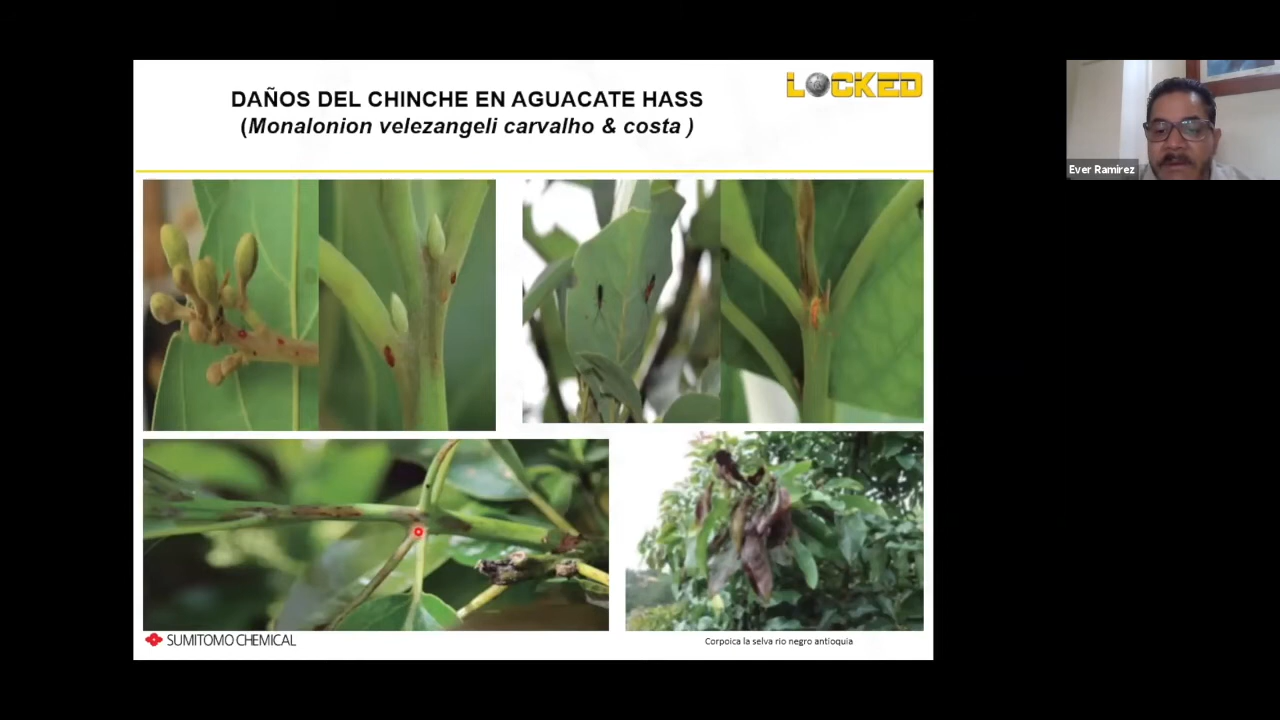 LOCKED
DAÑOS DEL CHINCHE EN AGUACATE HASS
(Monalonion velezangeli carvalho & costa )
Ever Ramirez
SUMITOMO CHEMICAL
Corpoica la selva rio negro antioquia